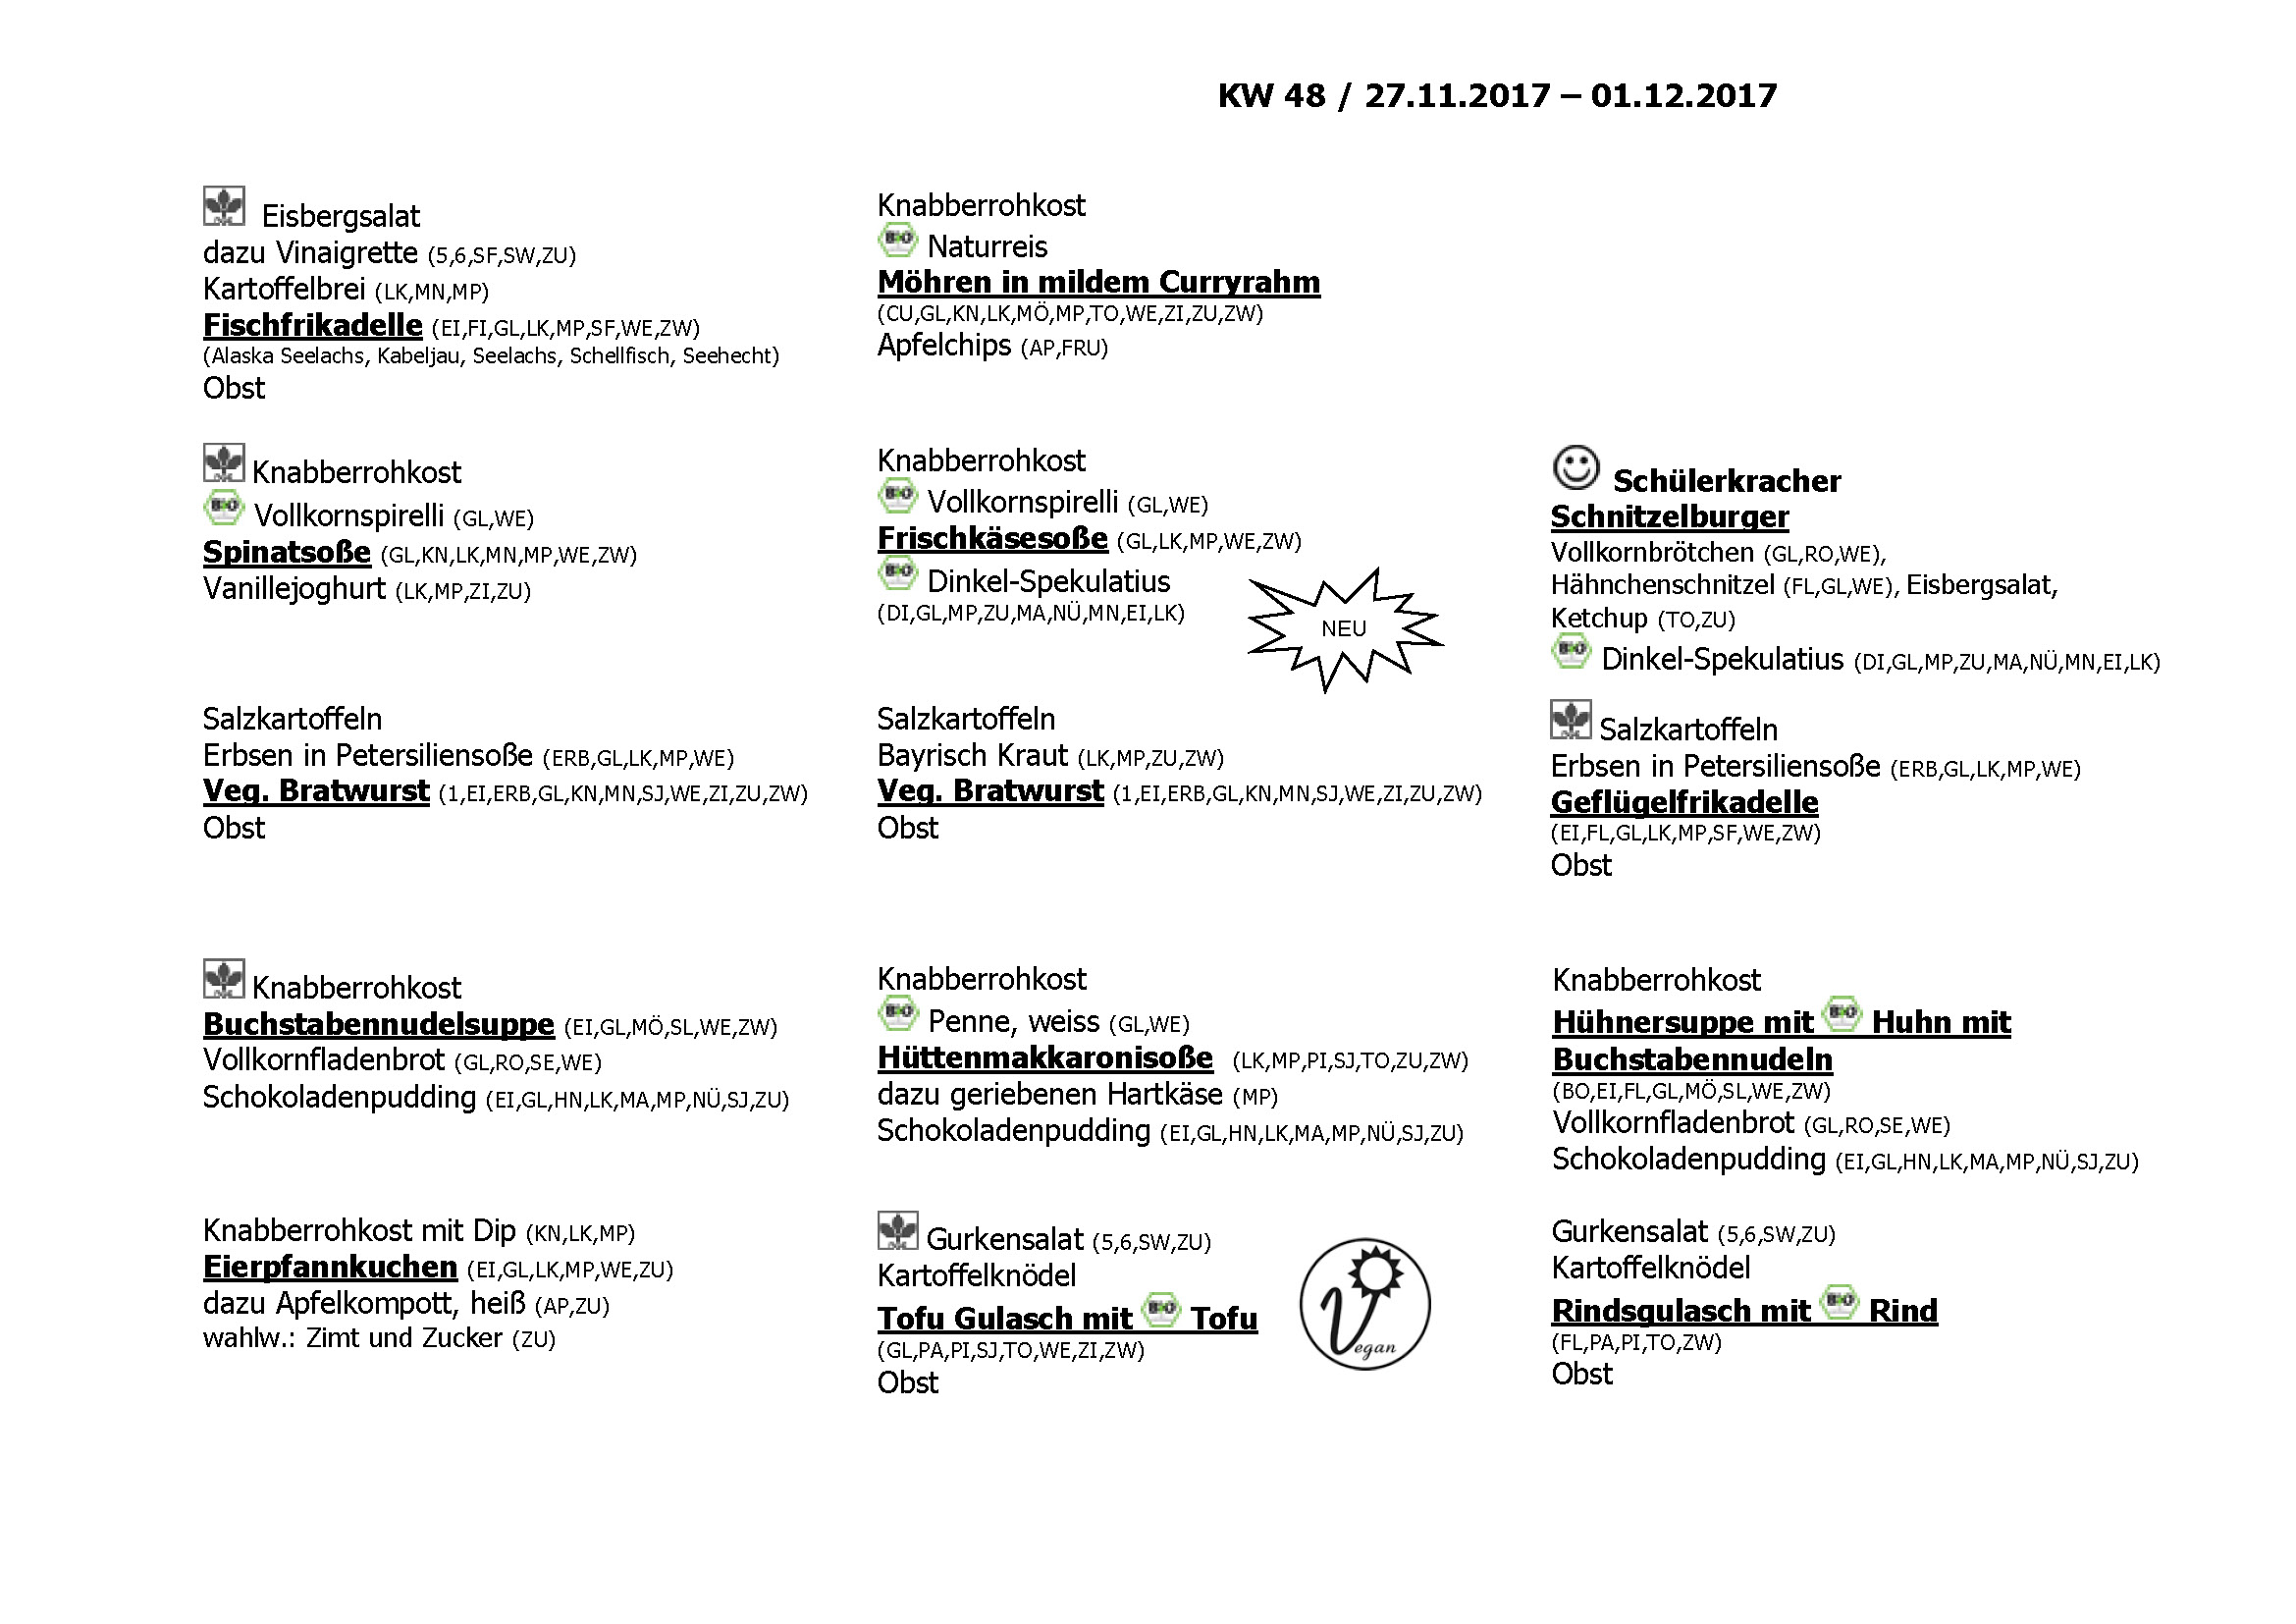 KW 48 / 27.11.2017 – 01.12.2017
Eisbergsalat
dazu Vinaigrette (5,6,SF,SW,ZU)
Kartoffelbrei (LK,MN,MP)
Fischfrikadelle (EI,FI,GL,LK,MP,SF,WE,ZW)
(Alaska Seelachs, Kabeljau, Seelachs, Schellfisch, Seehecht)
Obst
Knabberrohkost
BIO Naturreis
Möhren in mildem Curryrahm
(CU,GL,KN,LK,MÖ,MP,TO,WE,ZI,ZU,ZW)
Apfelchips (AP,FRU)
Knabberrohkost
BIO Vollkornspirelli (GL,WE)
Spinatsoße (GL,KN,LK,MN,MP,WE,ZW)
Vanillejoghurt (LK,MP,ZI,ZU)
Knabberrohkost
BIO Vollkornspirelli (GL,WE)
Frischkäsesoße (GL,LK,MP,WE,ZW)
BIO Dinkel-Spekulatius
(DI,GL,MP,ZU,MA,NÜ,MN,EI,LK)
NEU
Schülerkracher
Schnitzelburger
Vollkornbrötchen (GL,RO,WE),
Hähnchenschnitzel (FL,GL,WE), Eisbergsalat,
Ketchup (TO,ZU)
BIO Dinkel-Spekulatius (DI,GL,MP,ZU,MA,NÜ,MN,EI,LK)
Salzkartoffeln
Erbsen in Petersiliensoße (ERB,GL,LK,MP,WE)
Veg. Bratwurst (1,EI,ERB,GL,KN,MN,SJ,WE,ZI,ZU,ZW)
Obst
Salzkartoffeln
Bayrisch Kraut (LK,MP,ZU,ZW)
Veg. Bratwurst (1,EI,ERB,GL,KN,MN,SJ,WE,ZI,ZU,ZW)
Obst
Salzkartoffeln
Erbsen in Petersiliensoße (ERB,GL,LK,MP,WE)
Geflügelfrikadelle
(EI,FL,GL,LK,MP,SF,WE,ZW)
Obst
Knabberrohkost
Buchstabennudelsuppe (EI,GL,MÖ,SL,WE,ZW)
Vollkornfladenbrot (GL,RO,SE,WE)
Schokoladenpudding (EI,GL,HN,LK,MA,MP,NÜ,SJ,ZU)
Knabberrohkost
BIO Penne, weiss (GL,WE)
Hüttenmakkaronisoße (LK,MP,PI,SJ,TO,ZU,ZW)
dazu geriebenen Hartkäse (MP)
Schokoladenpudding (EI,GL,HN,LK,MA,MP,NÜ,SJ,ZU)
Knabberrohkost
Hühnersuppe mit BIO Huhn mit
Buchstabennudeln
(BO,EI,FL,GL,MÖ,SL,WE,ZW)
Vollkornfladenbrot (GL,RO,SE,WE)
Schokoladenpudding (EI,GL,HN,LK,MA,MP,NÜ,SJ,ZU)
Knabberrohkost mit Dip (KN,LK,MP)
Eierpfannkuchen (EI,GL,LK,MP,WE,ZU)
dazu Apfelkompott, heiß (AP,ZU)
wahlw.: Zimt und Zucker (ZU)
Gurkensalat (5,6,SW,ZU)
Kartoffelknödel
Tofu Gulasch mit BIO Tofu
(GL,PA,PI,SJ,TO,WE,ZI,ZW)
Obst
Vegan
Gurkensalat (5,6,SW,ZU)
Kartoffelknödel
Rindsgulasch mit BIO Rind
(FL,PA,PI,TO,ZW)
Obst